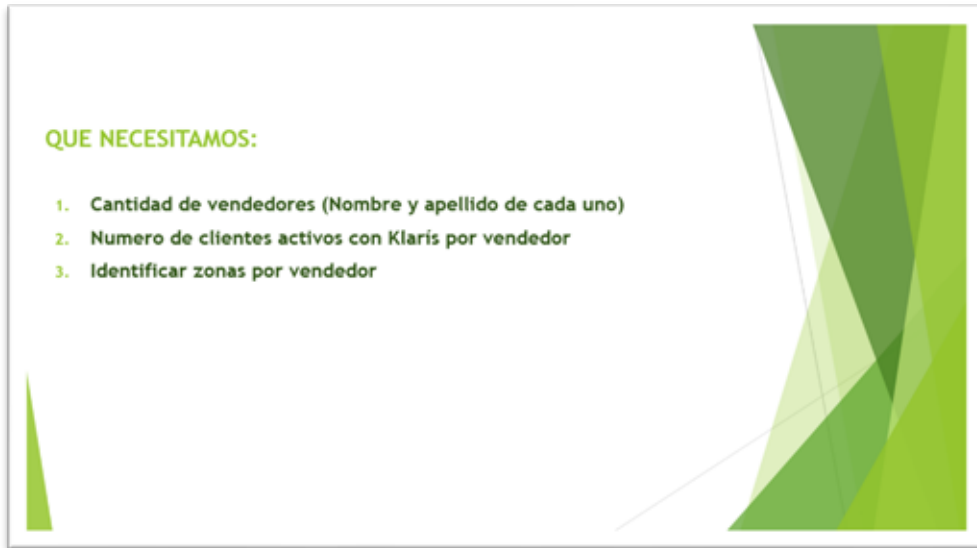 QUE NECESITAMOS:
1. Cantidad de vendedores (Nombre y apellido de cada uno)
2. Numero de clientes activos con Klarís por vendedor
3. Identificar zonas por vendedor